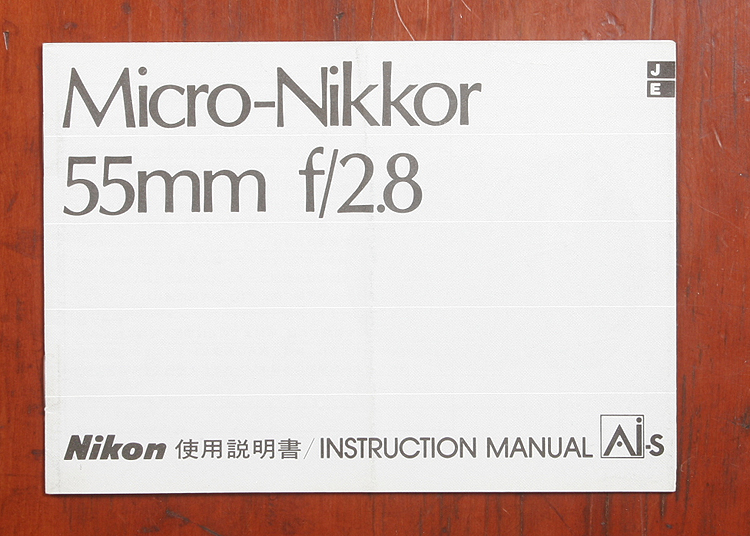 Micro-Nikkor
55mm f/2.8
J
E
Nikon 使用説明書/INSTRUCTION MANUAL Ai-s